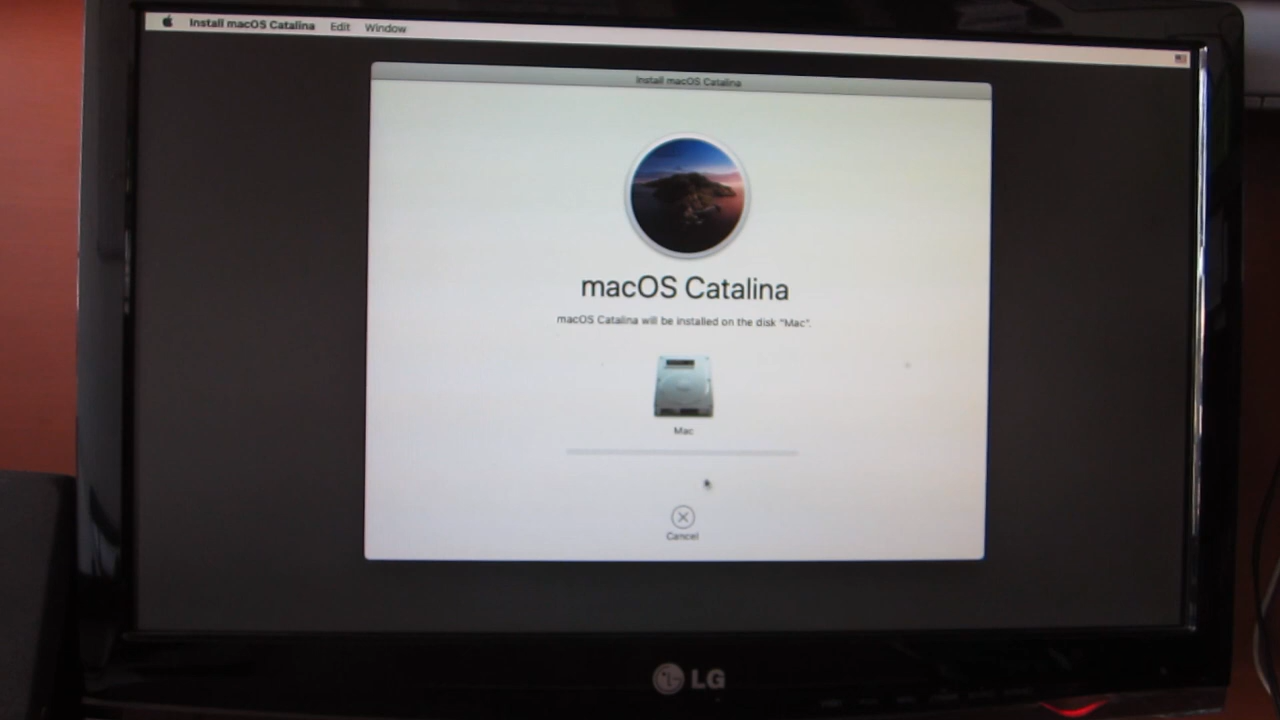 Install macOS Catalina Edit Window
Install macOS Catalina
macOS Catalina
macOS Catalina will be installed on the disk "Mac".
Mac
Cancel
LG